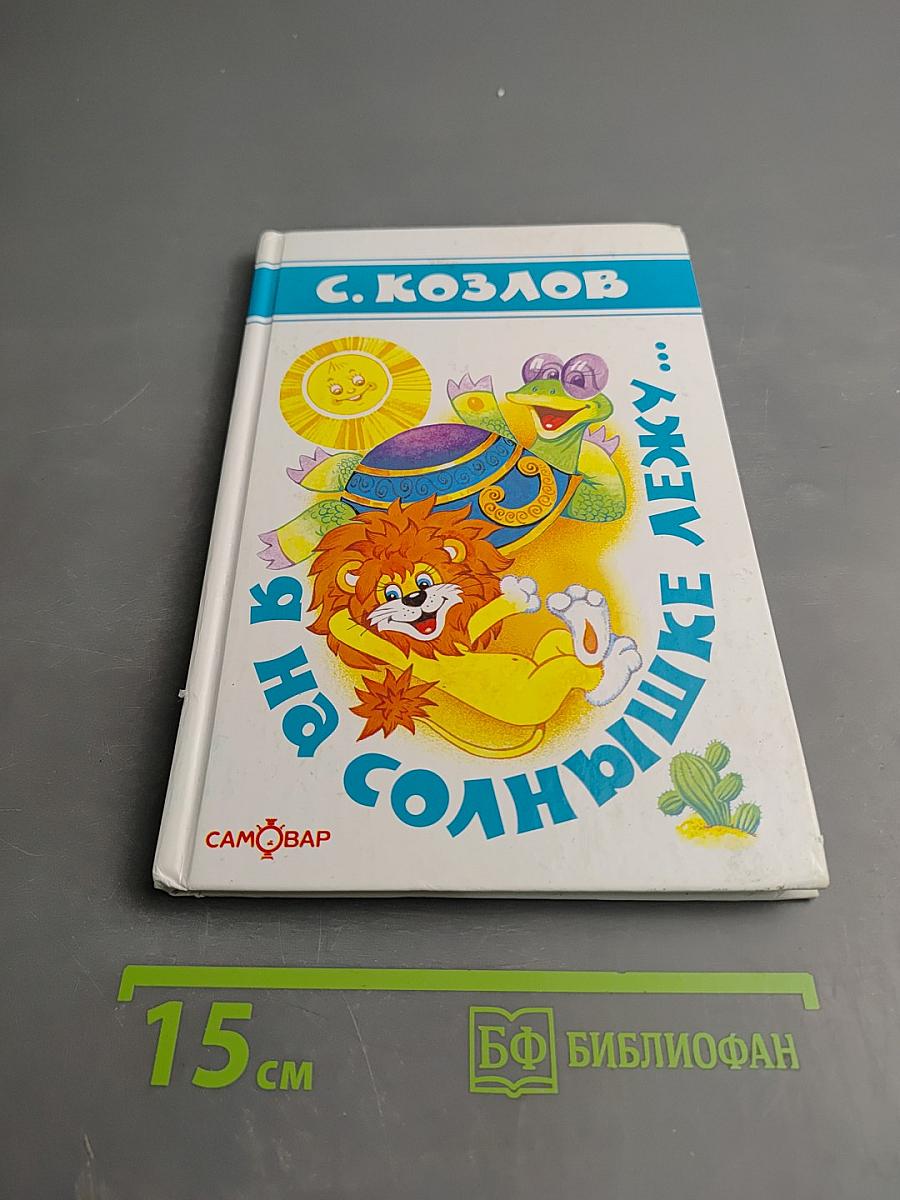 С. КОЗЛОВ
Я НА СОЛНЫШКЕ ЛЕЖУ...
САМОВАР
15 см
БФ БИБЛИОФАН